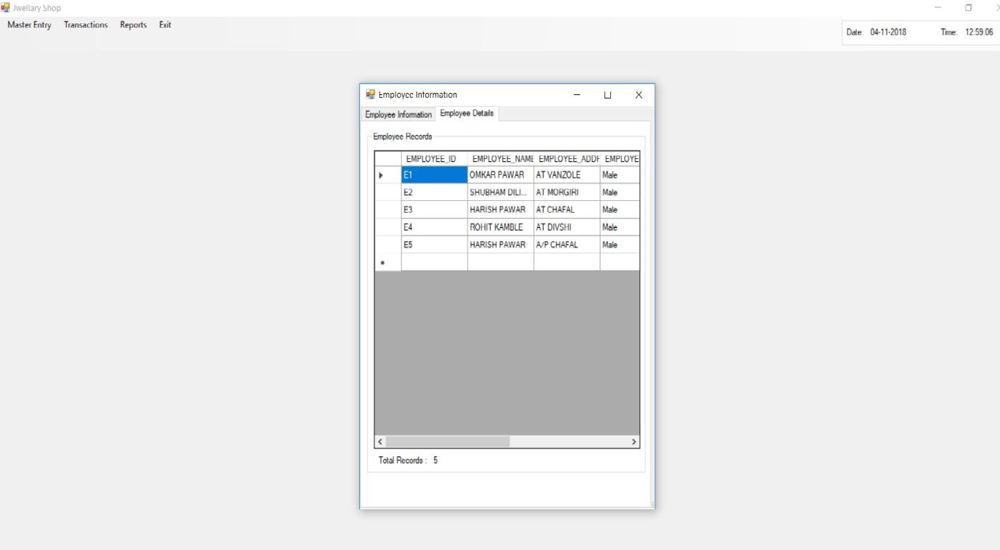 Jwellary Shop
Master Entry Transactions Reports Exit
Date: 04-11-2018 Time: 12:59:06
Employee Information
Employee Information Employee Details
Employee Records
EMPLOYEE_ID EMPLOYEE_NAME EMPLOYEE_ADDR EMPLOYE
E1 OMKAR PAWAR AT VANZOLE Male
E2 SHUBHAM DILI... AT MORGIRI Male
E3 HARISH PAWAR AT CHAFAL Male
E4 ROHIT KAMBLE AT DIVSHI Male
E5 HARISH PAWAR A/P CHAFAL Male
Total Records : 5